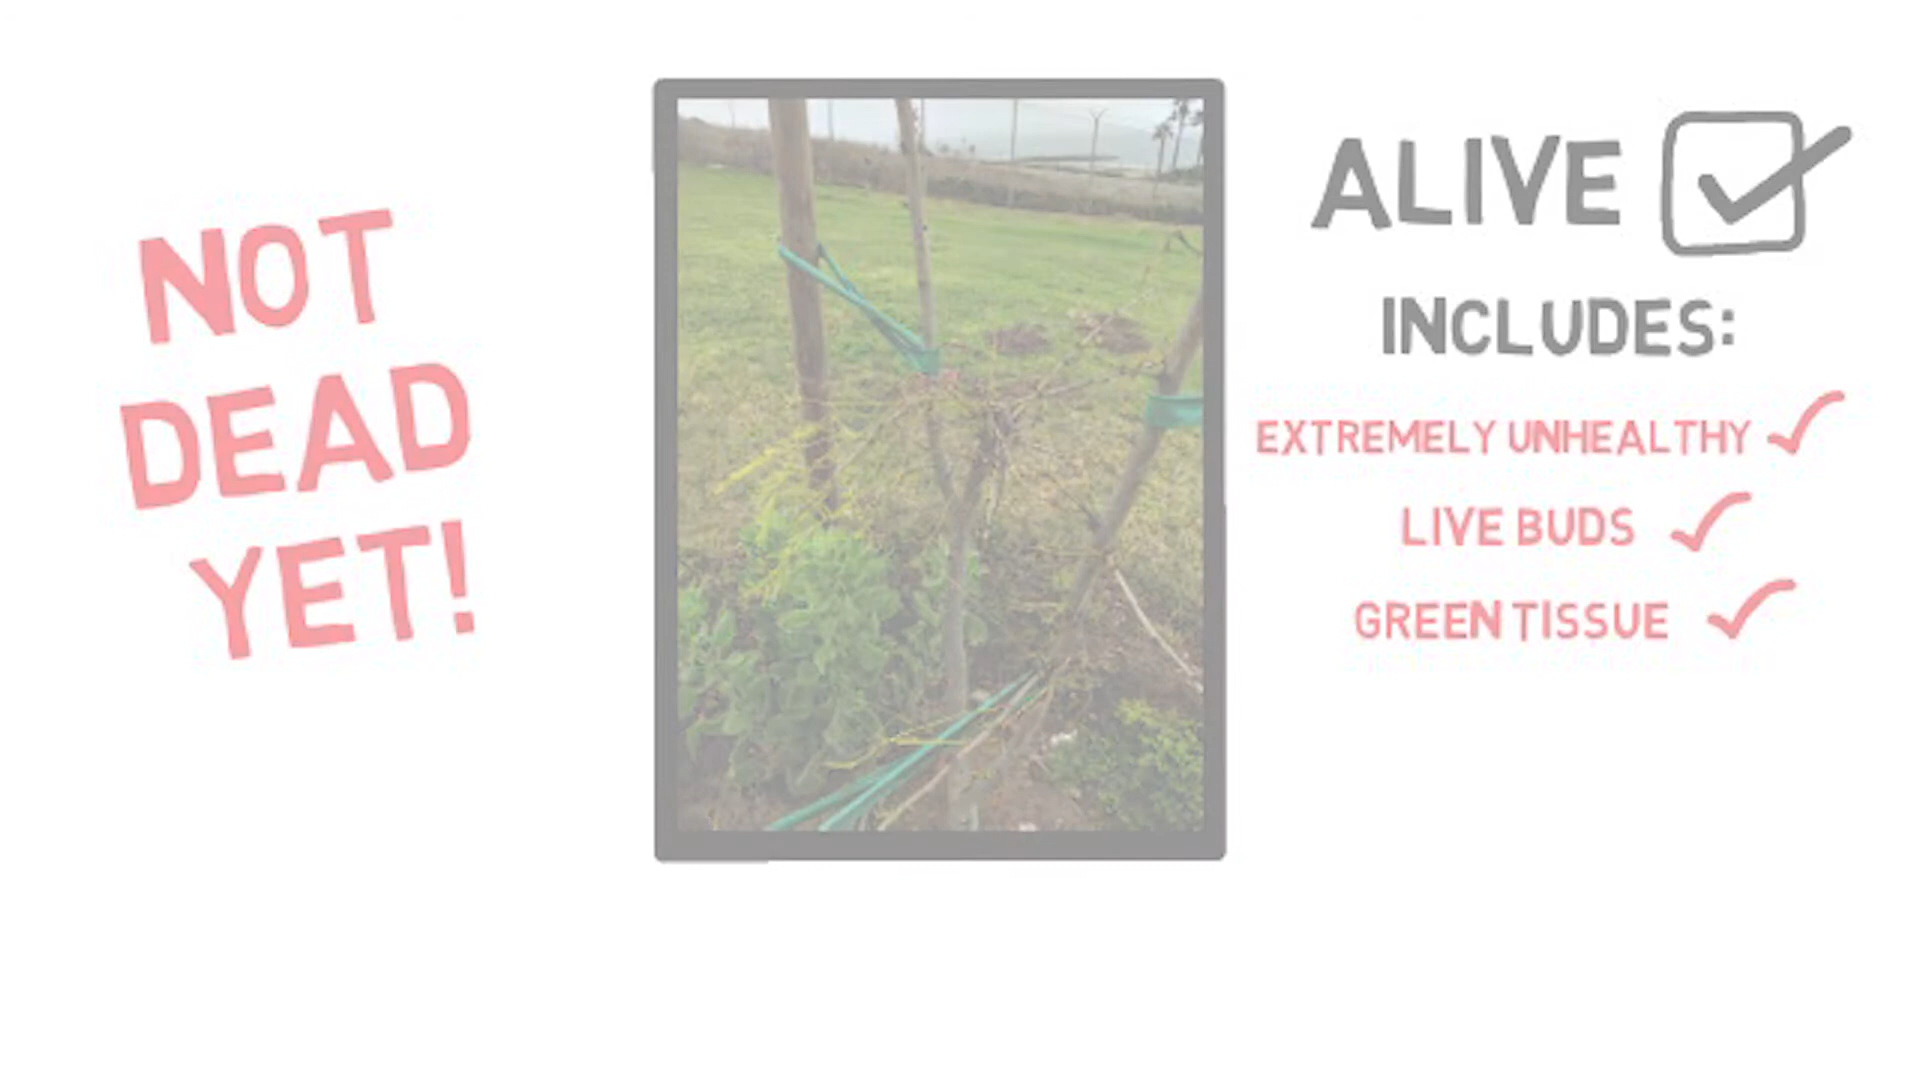 NOT
DEAD
YET!
ALIVE
INCLUDES:
EXTREMELY UNHEALTHY
LIVE BUDS
GREEN TISSUE